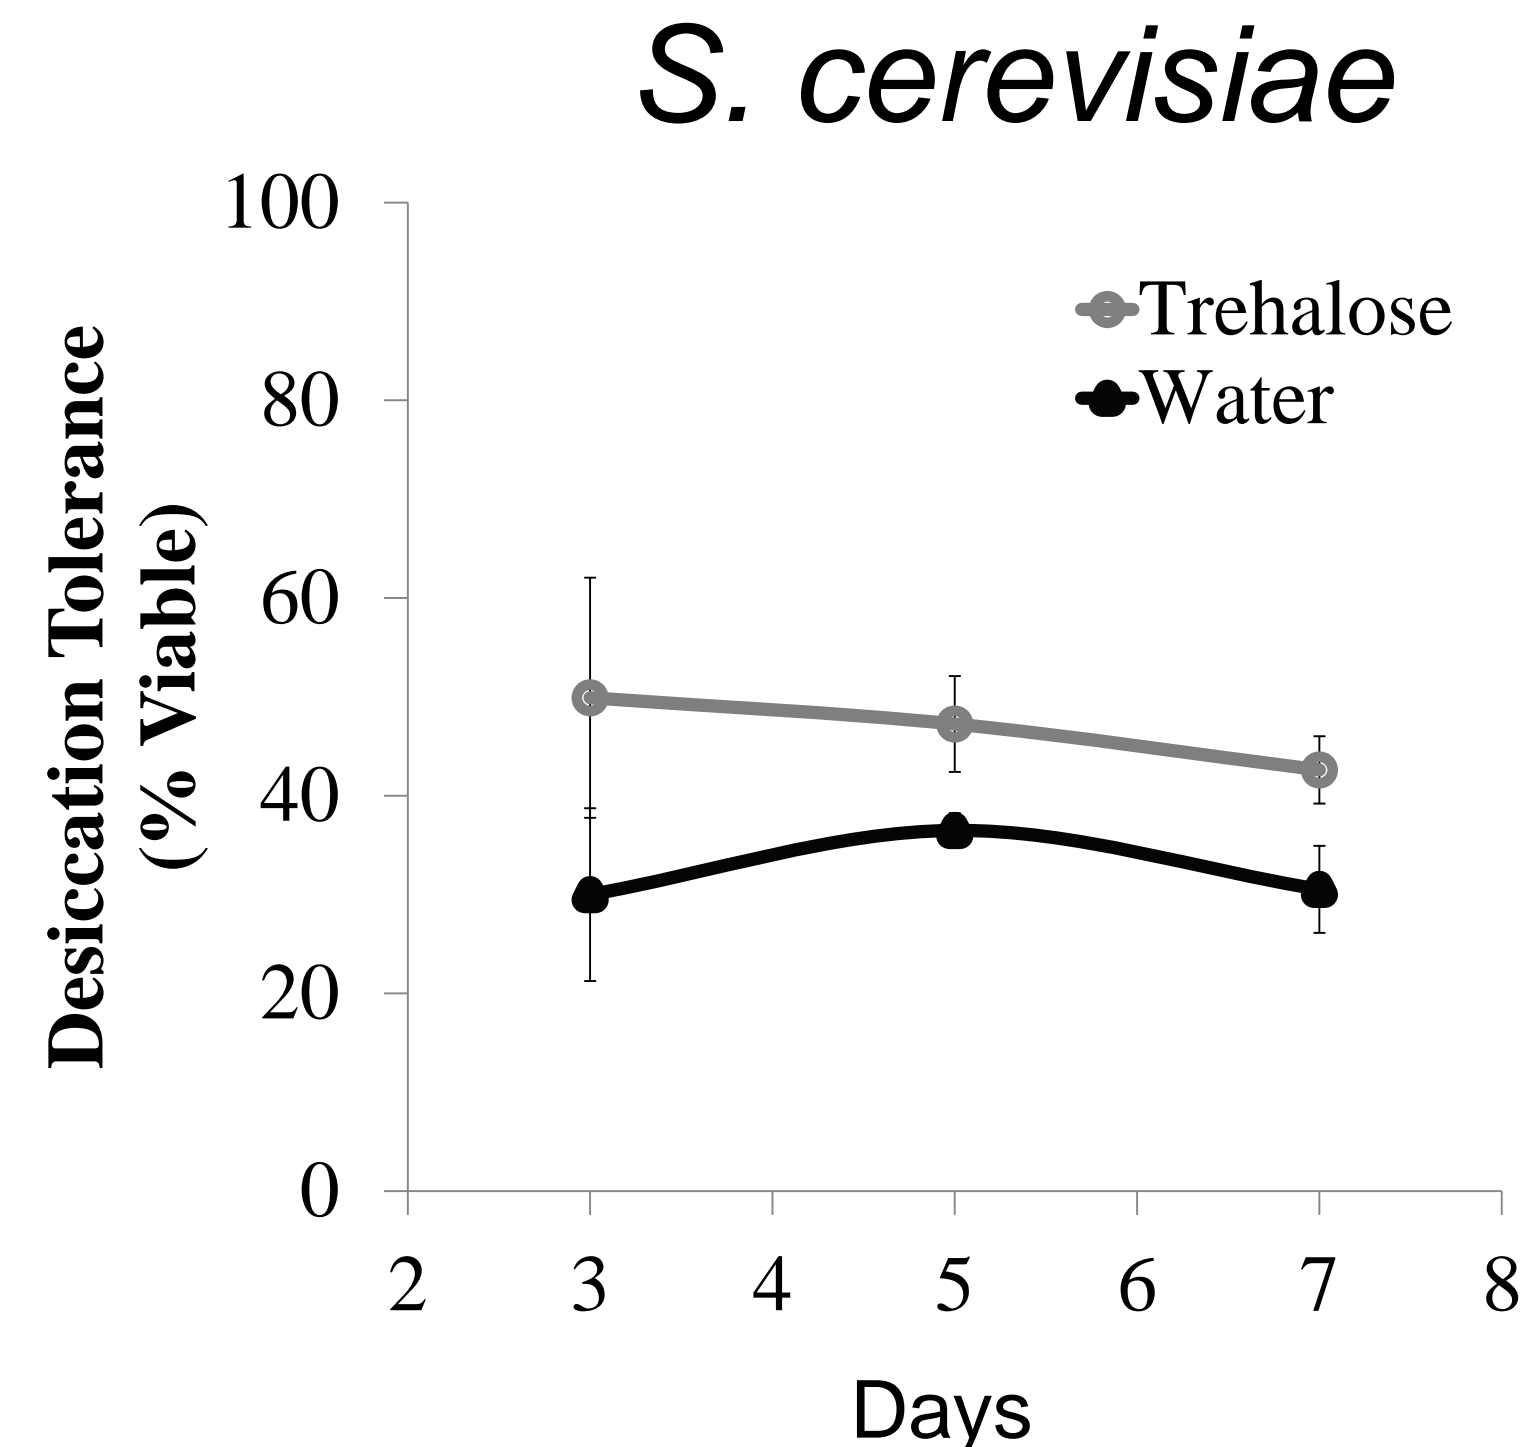 S. cerevisiae
100
80
60
40
20
0
Desiccation Tolerance
(% Viable)
Trehalose
Water
2 3 4 5 6 7 8
Days